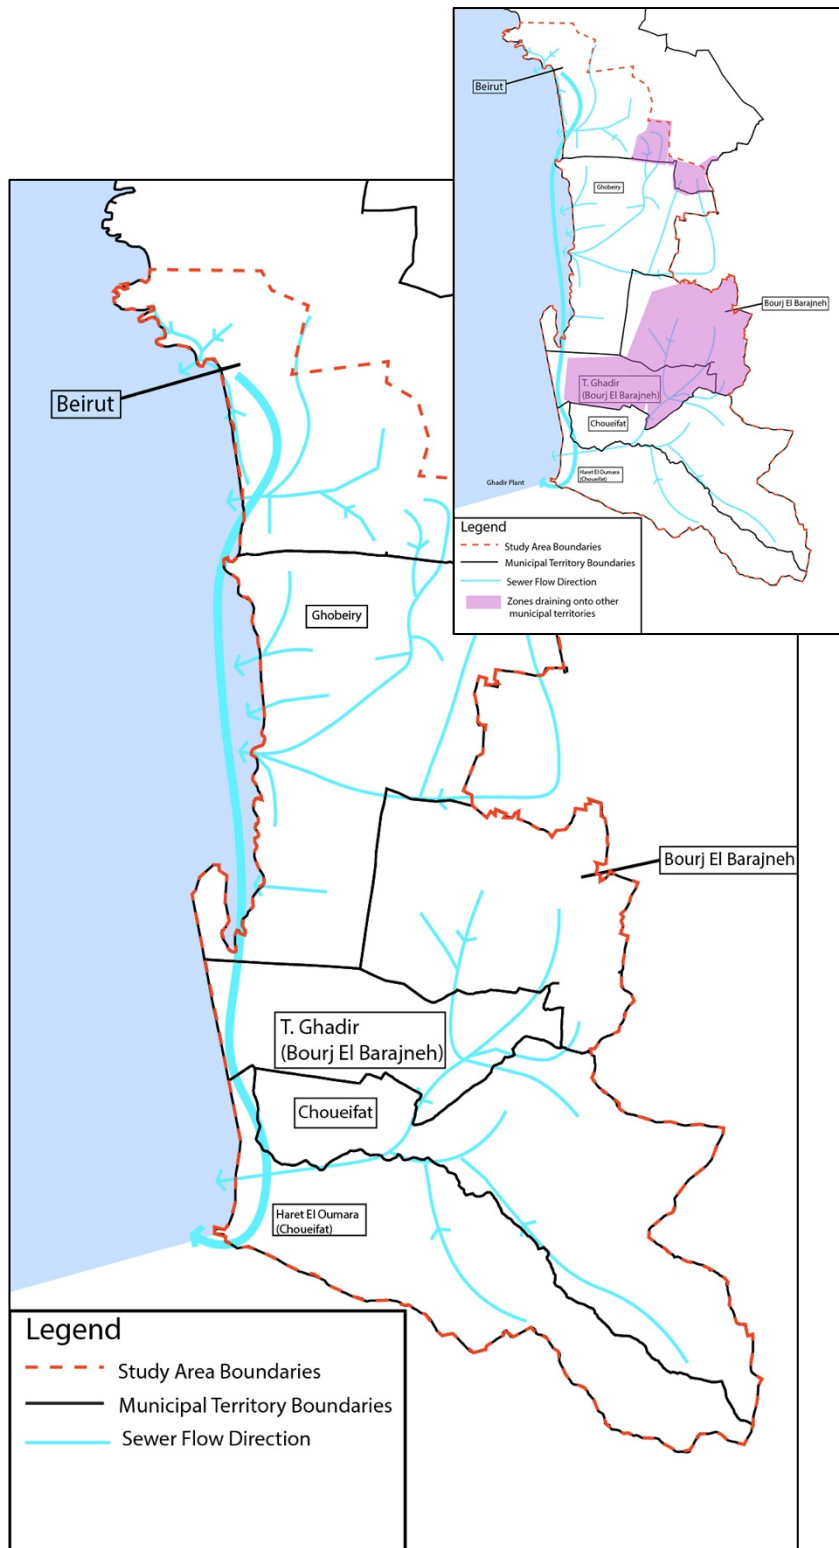 Beirut
Ghobeiry
Bourj El Barajneh
T. Ghadir
(Bourj El Barajneh)
Choueifat
Haret El Oumara
(Choueifat)
Ghadir Plant
Legend
Study Area Boundaries
Municipal Territory Boundaries
Sewer Flow Direction
Zones draining onto other
municipal territories
Beirut
Ghobeiry
Bourj El Barajneh
T. Ghadir
(Bourj El Barajneh)
Choueifat
Haret El Oumara
(Choueifat)
Legend
Study Area Boundaries
Municipal Territory Boundaries
Sewer Flow Direction